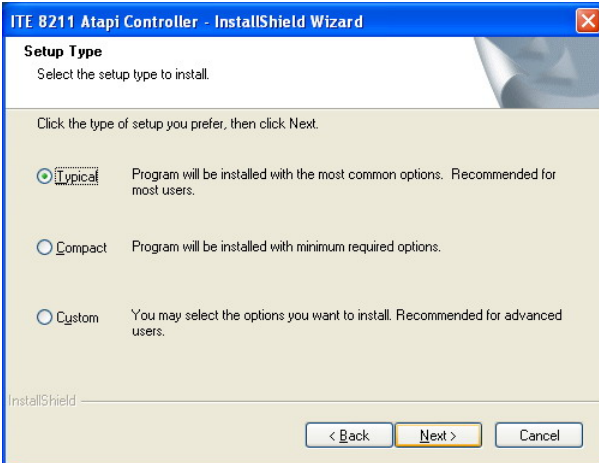 ITE 8211 Atapi Controller - InstallShield Wizard
Setup Type
Select the setup type to install.
Click the type of setup you prefer, then click Next.
Typical
Program will be installed with the most common options. Recommended for
most users.
Compact
Program will be installed with minimum required options.
Custom
You may select the options you want to install. Recommended for advanced
users.
InstallShield
< Back
Next >
Cancel